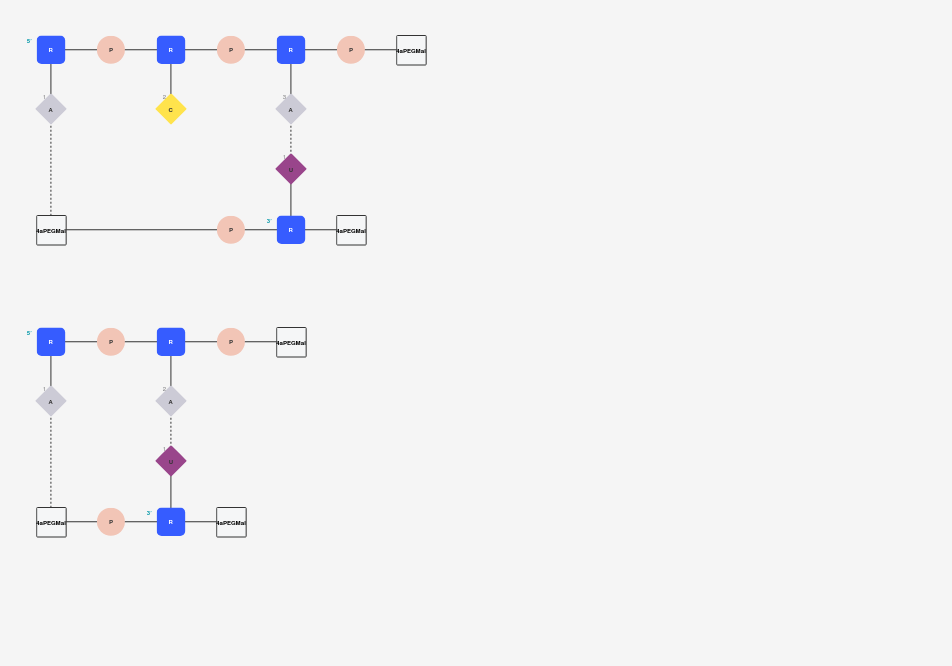 5' R P R P R P 4aPEGMal
1 A 2 C 3 A
1 U
4aPEGMal P 3' R 4aPEGMal
5' R P R P 4aPEGMal
1 A 2 A
1 U
4aPEGMal P 3' R 4aPEGMal